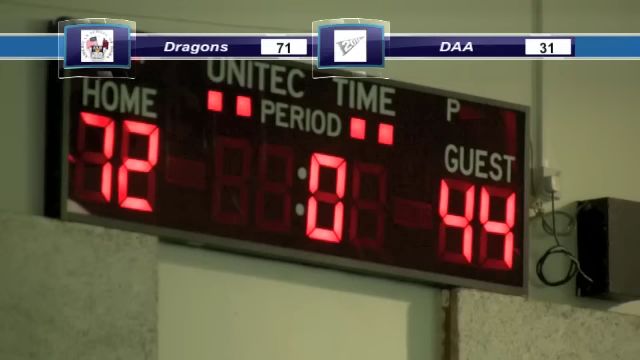 Dragons 71 DAA 31
UNITEC TIME
HOME PERIOD P
GUEST
72 0 44